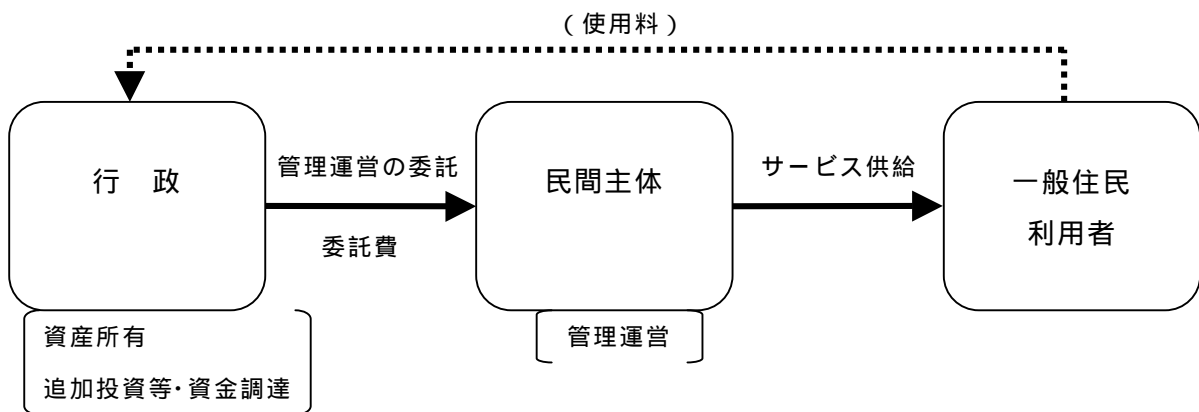 （使用料）
行　政
管理運営の委託
委託費
民間主体
サービス供給
一般住民
利用者
資産所有
追加投資等・資金調達
管理運営